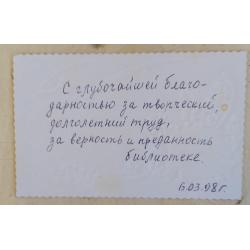 С глубочайшей благо-
дарностью за творческий,
долголетний труд,
за верность и преданность
библиотеке.
6.03.98г.